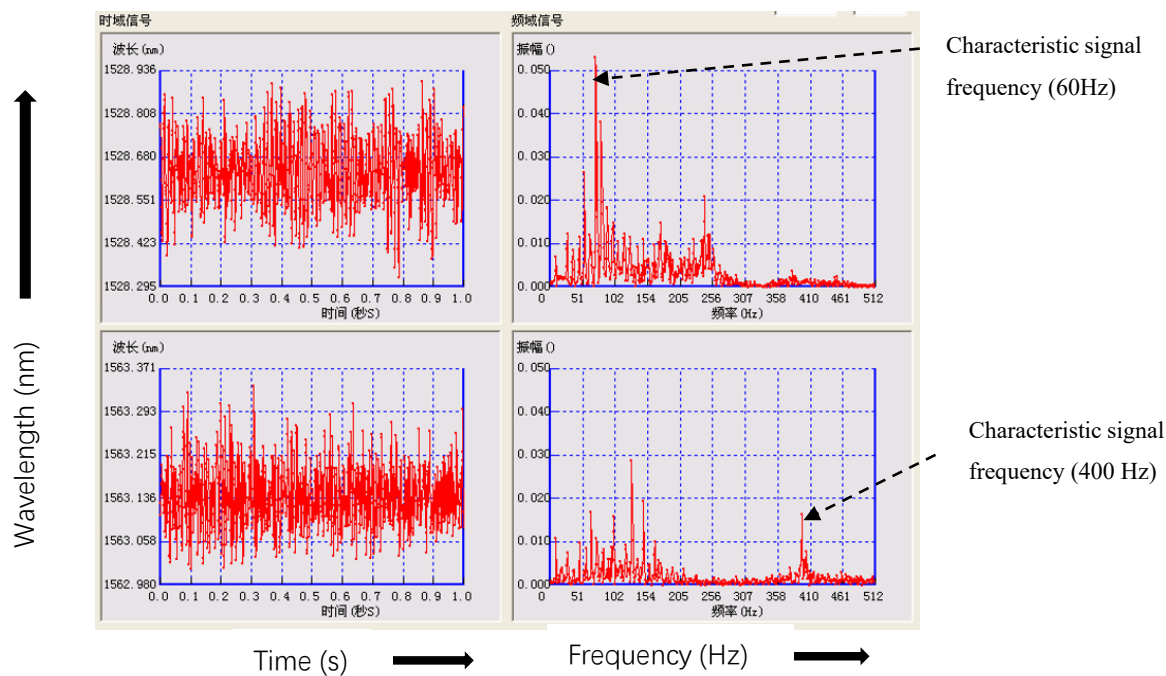 时域信号
频域信号
波长(nm)
1528.936
1528.808
1528.680
1528.551
1528.423
1528.295
0.0 0.1 0.2 0.3 0.4 0.5 0.6 0.7 0.8 0.9 1.0
时间(秒S)
振幅()
0.050
0.040
0.030
0.020
0.010
0.000
0 51 102 154 205 256 307 358 410 461 512
频率(Hz)
Characteristic signal
frequency (60Hz)
波长(nm)
1563.371
1563.293
1563.215
1563.136
1563.058
1562.980
0.0 0.1 0.2 0.3 0.4 0.5 0.6 0.7 0.8 0.9 1.0
时间(秒S)
振幅()
0.050
0.040
0.030
0.020
0.010
0.000
0 51 102 154 205 256 307 358 410 461 512
频率(Hz)
Characteristic signal
frequency (400 Hz)
Wavelength (nm)
Time (s)
Frequency (Hz)